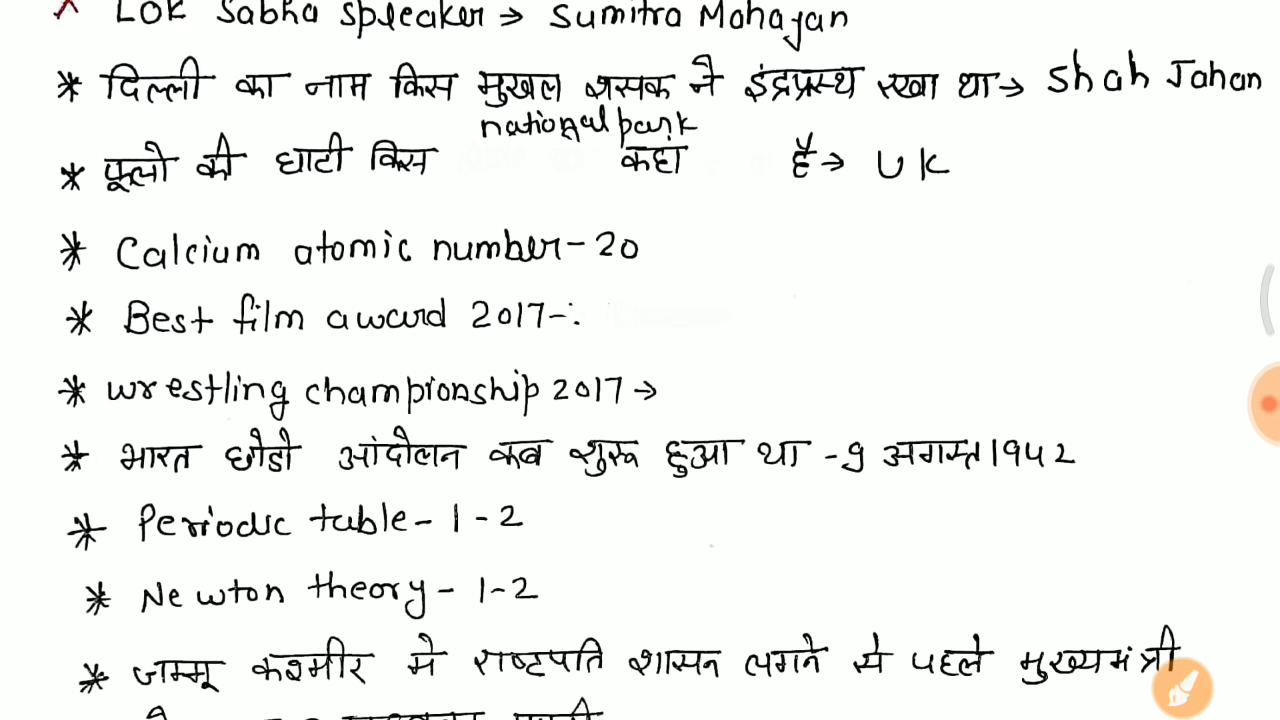 Lok Sabha speaker → Sumitra Mahajan
* दिल्ली का नाम किस मुखल शासक ने इंद्रप्रस्थ रखा था → Shah Jahan
national park
* फूलो की घाटी किस कहां है → UK
* Calcium atomic number - 20
* Best film award 2017 -:
* wrestling championship 2017 →
* भारत छोडो आंदोलन कब शुरू हुआ था - 9 अगस्त 1942
* Periodic table - 1 - 2
* Newton theory - 1-2
* जम्मू कश्मीर मे राष्टपति शासन लगने से पहले मुख्यमंत्री